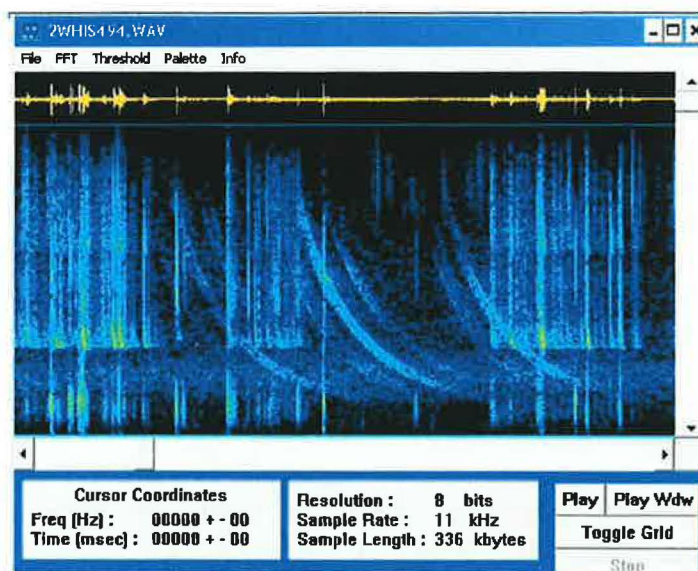 2WHIS494.WAV
File FFT Threshold Palette Info
Cursor Coordinates
Freq (Hz) : 00000 + - 00
Time (msec) : 00000 + - 00
Resolution : 8 bits
Sample Rate : 11 kHz
Sample Length : 336 kbytes
Play Play Wdw
Toggle Grid
Stop